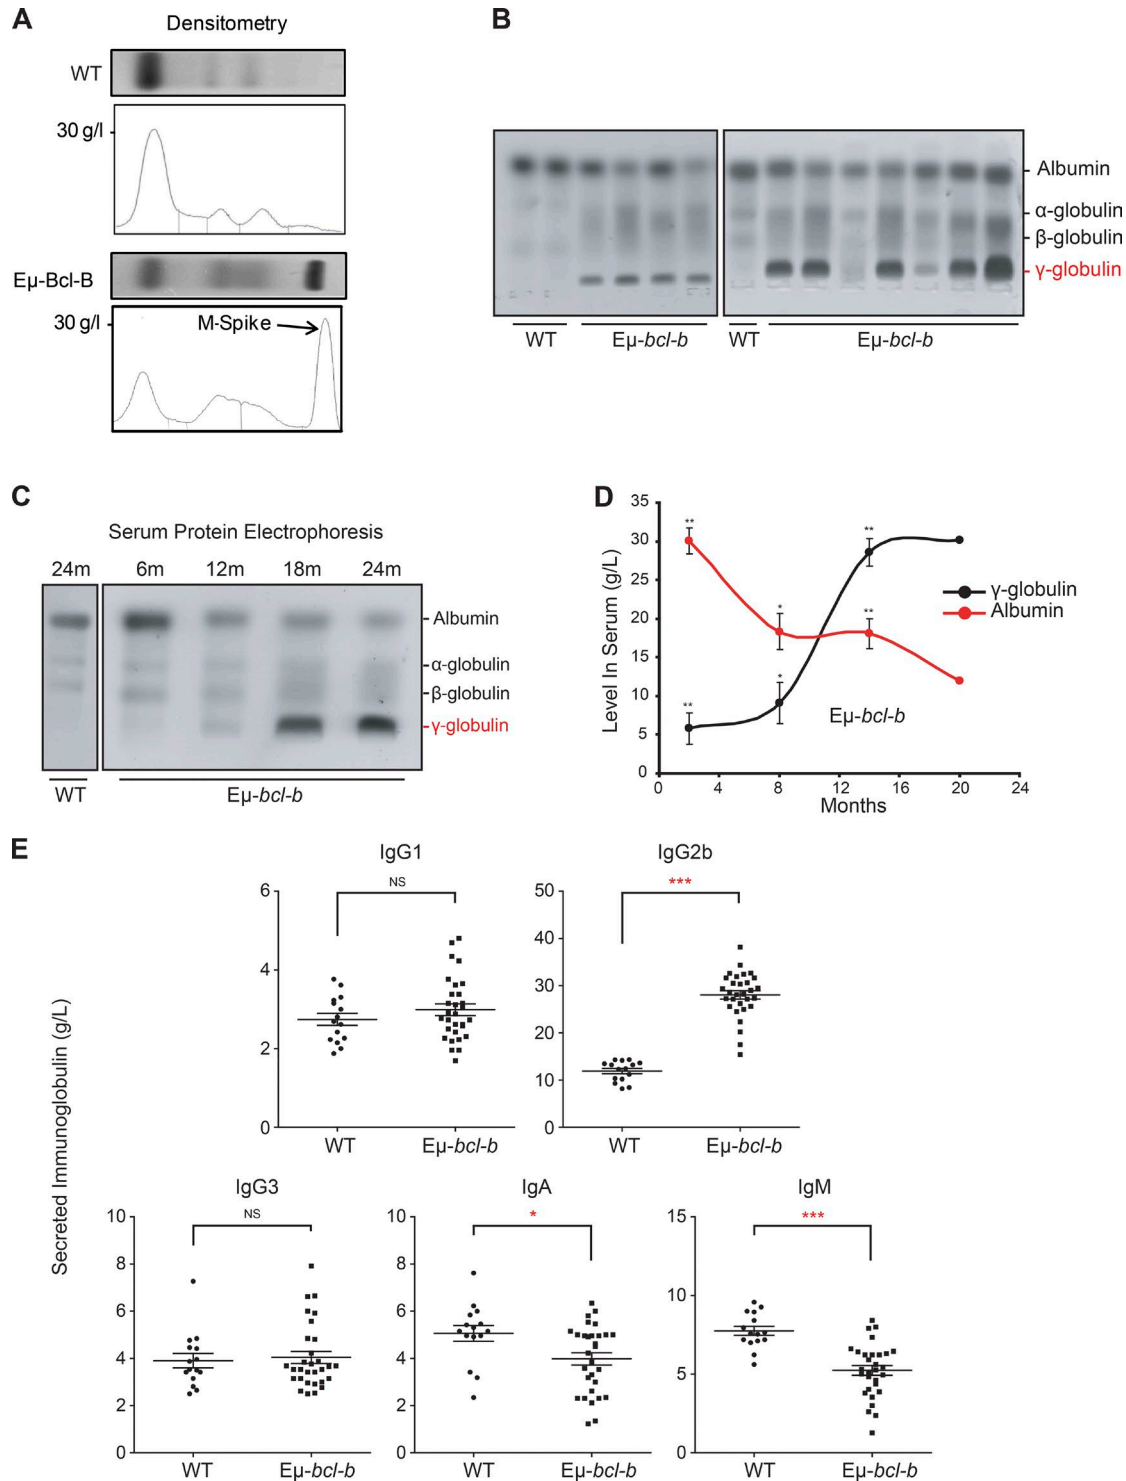 A
Densitometry
WT
30 g/l
Eµ-Bcl-B
30 g/l
M-Spike
B
Albumin
α-globulin
β-globulin
γ-globulin
WT
Eµ-bcl-b
WT
Eµ-bcl-b
C
Serum Protein Electrophoresis
24m 6m 12m 18m 24m
Albumin
α-globulin
β-globulin
γ-globulin
WT
Eµ-bcl-b
D
Level In Serum (g/L)
35
30
25
20
15
10
5
0
** * ** ** *
**
γ-globulin
Albumin
Eµ-bcl-b
0 4 8 12 16 20 24
Months
E
Secreted Immunoglobulin (g/L)
IgG1
NS
6
4
2
0
WT Eµ-bcl-b
IgG2b
***
50
40
30
20
10
0
WT Eµ-bcl-b
IgG3
NS
10
8
6
4
2
0
WT Eµ-bcl-b
IgA
*
10
8
6
4
2
0
WT Eµ-bcl-b
IgM
***
15
10
5
0
WT Eµ-bcl-b